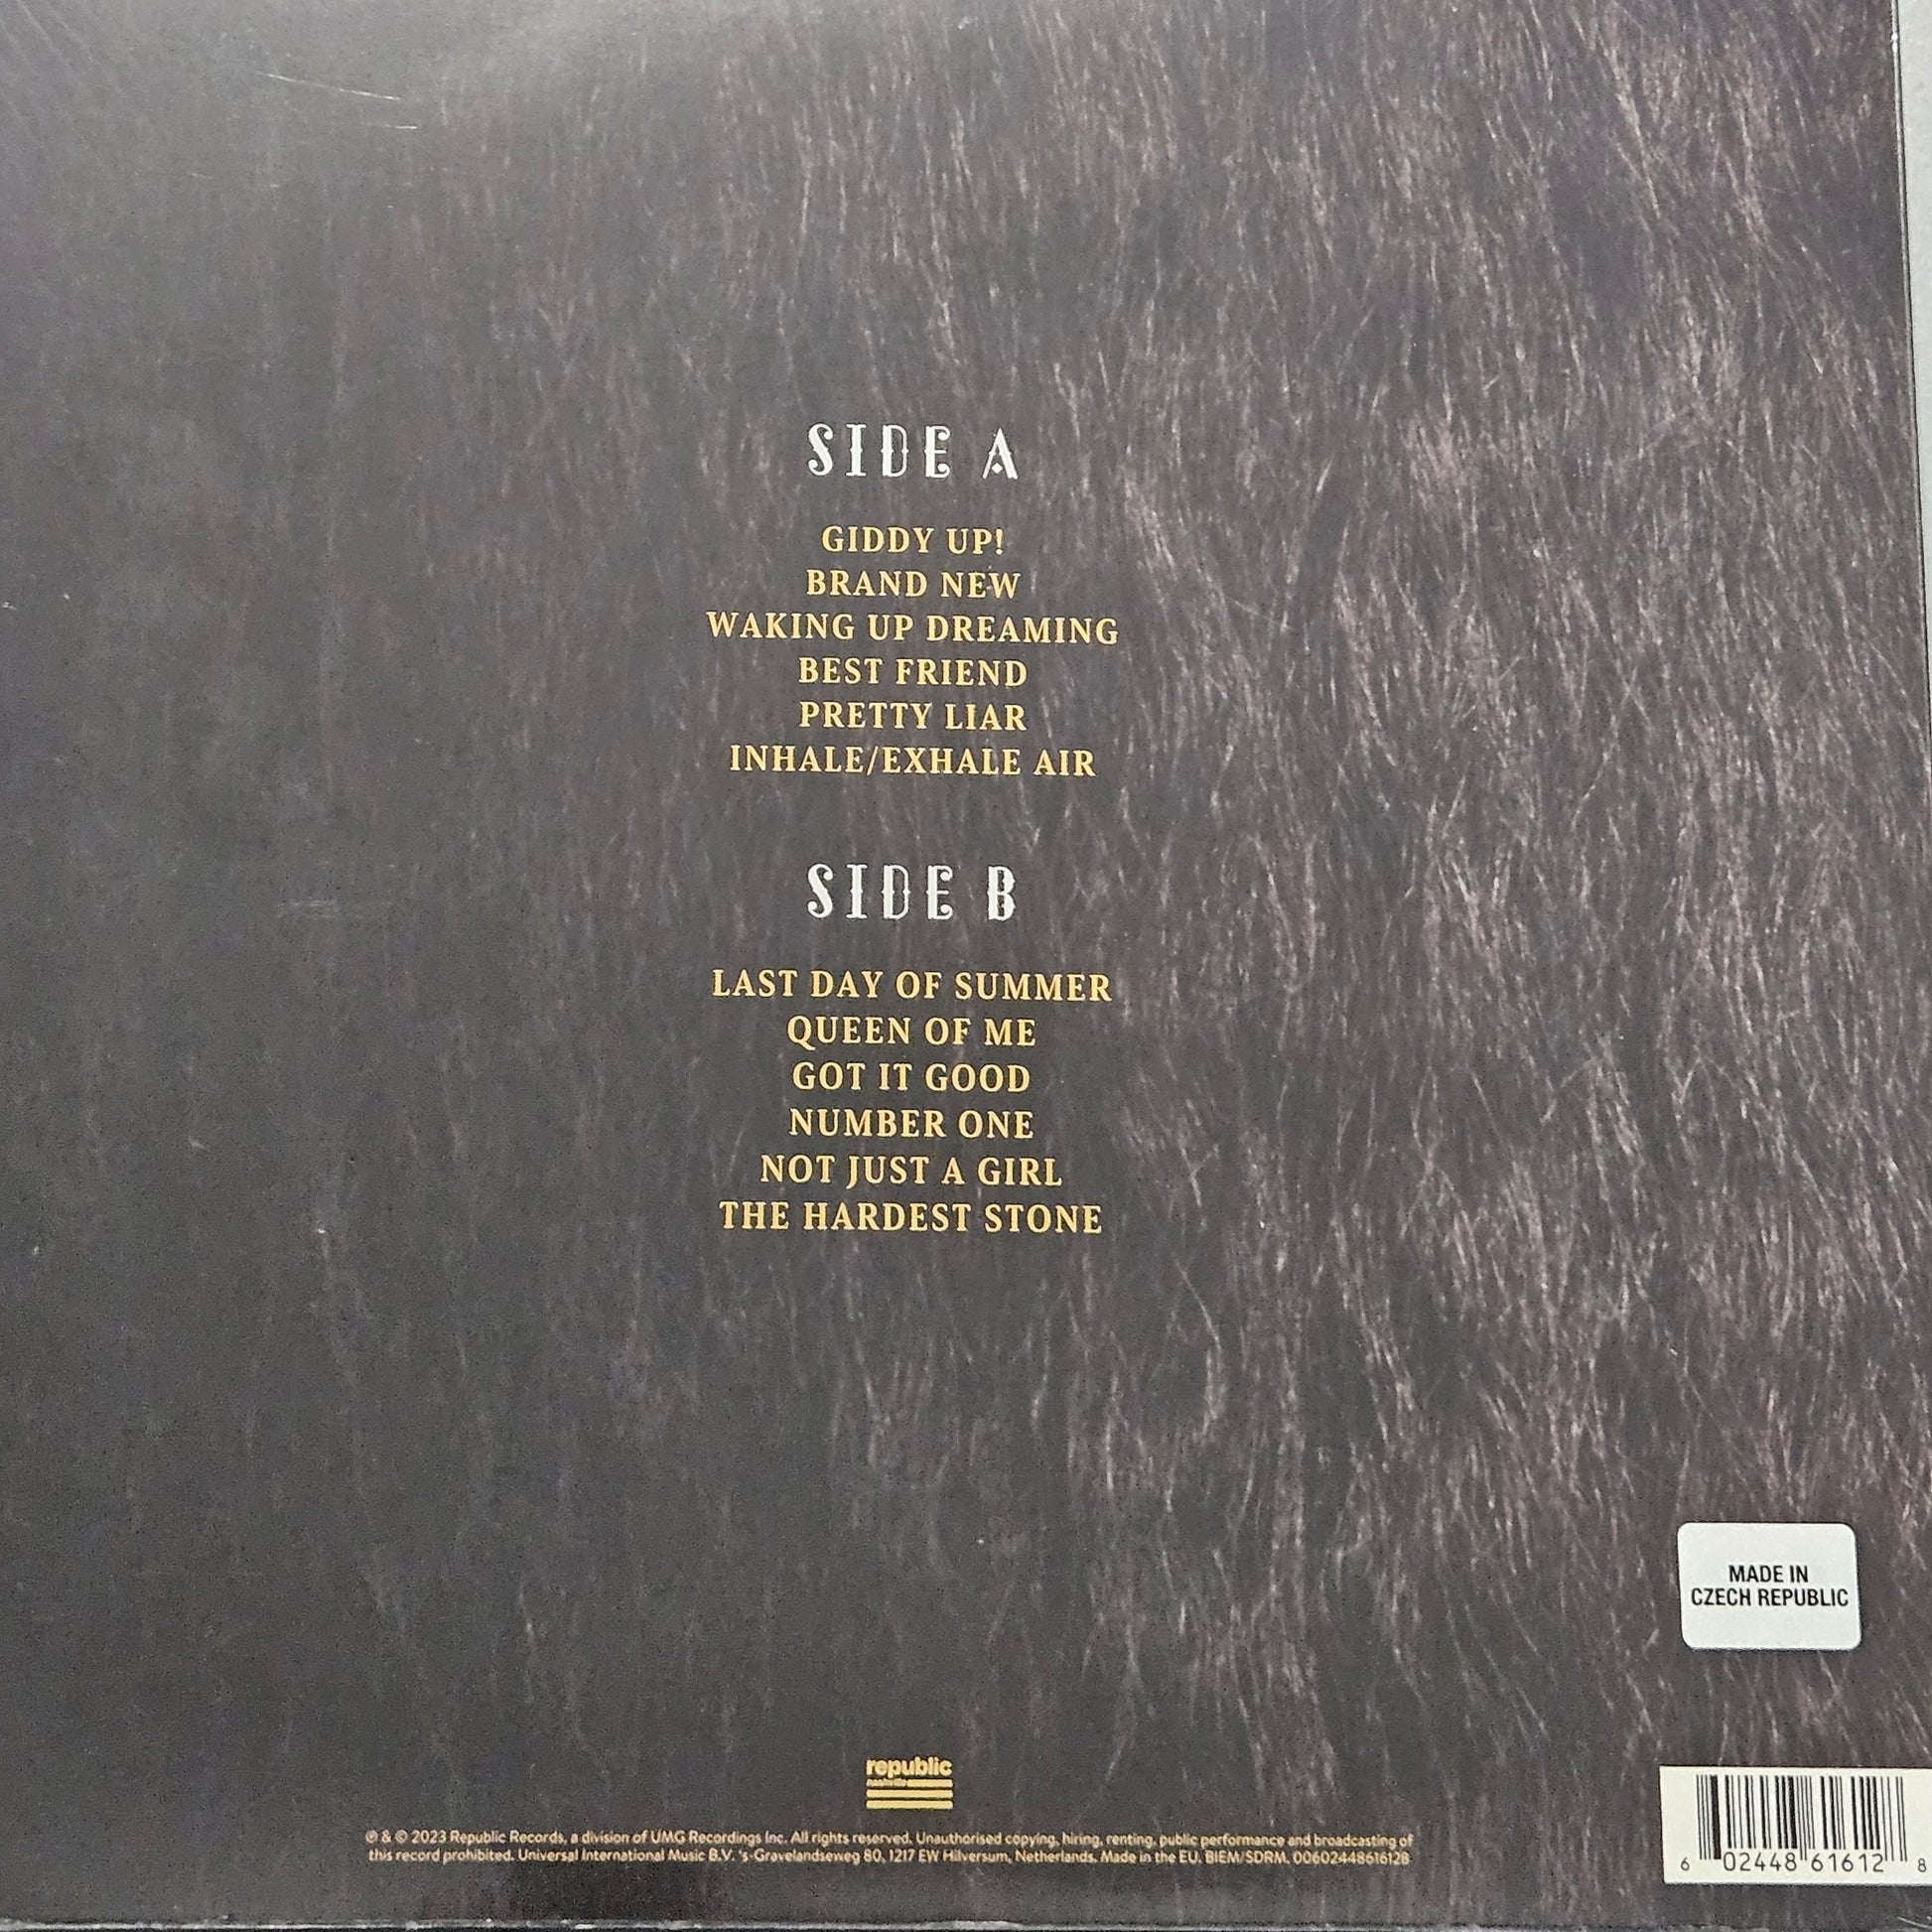 SIDE A
GIDDY UP!
BRAND NEW
WAKING UP DREAMING
BEST FRIEND
PRETTY LIAR
INHALE/EXHALE AIR
SIDE B
LAST DAY OF SUMMER
QUEEN OF ME
GOT IT GOOD
NUMBER ONE
NOT JUST A GIRL
THE HARDEST STONE
MADE IN
CZECH REPUBLIC
republic
nashville
℗ & © 2023 Republic Records, a division of UMG Recordings Inc. All rights reserved. Unauthorised copying, hiring, renting, public performance and broadcasting of
this record prohibited. Universal International Music B.V. 's-Gravelandseweg 80, 1217 EW Hilversum, Netherlands. Made in the EU. BIEM/SDRM. 00602448616128
6 02448 61612 8